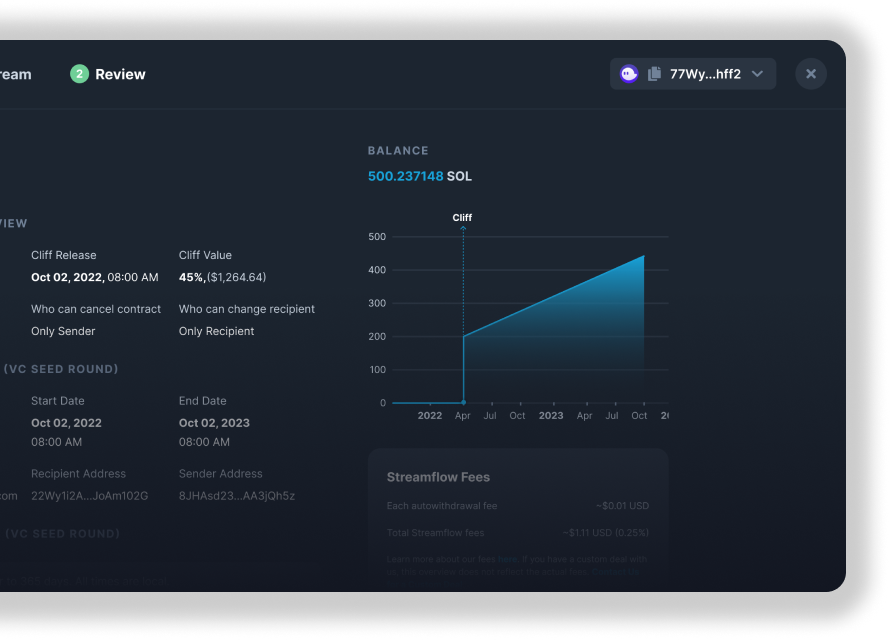 ream
2 Review
77Wy...hff2
BALANCE
500.237148 SOL
VIEW
Cliff Release
Cliff Value
Oct 02, 2022, 08:00 AM
45%,($1,264.64)
Who can cancel contract
Who can change recipient
Only Sender
Only Recipient
(VC SEED ROUND)
Start Date
End Date
Oct 02, 2022
Oct 02, 2023
08:00 AM
08:00 AM
Recipient Address
Sender Address
com
22Wy1i2A...JoAm102G
8JHAsd23...AA3jQh5z
(VC SEED ROUND)
Cliff
500
400
300
200
100
0
2022 Apr Jul Oct 2023 Apr Jul Oct 2
Streamflow Fees
Each autowithdrawal fee
~$0.01 USD
Total Streamflow fees
~$1.11 USD (0.25%)
Learn more about our fees here. If you have a custom deal with